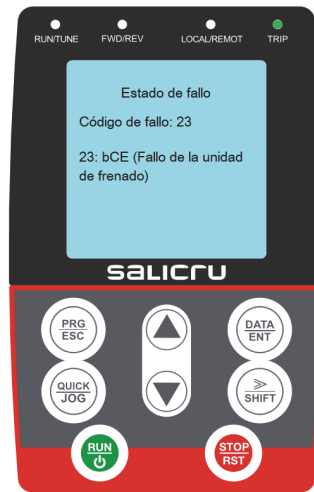 RUN/TUNE FWD/REV LOCAL/REMOT TRIP
Estado de fallo
Código de fallo: 23
23: bCE (Fallo de la unidad
de frenado)
salicru
PRG
ESC
DATA
ENT
QUICK
JOG
≫
SHIFT
RUN
STOP
RST